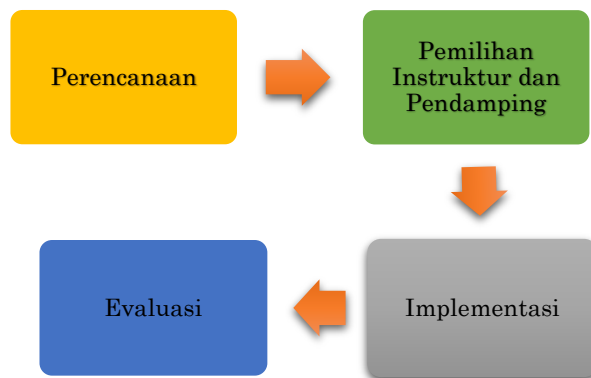 Perencanaan
Pemilihan
Instruktur dan
Pendamping
Implementasi
Evaluasi